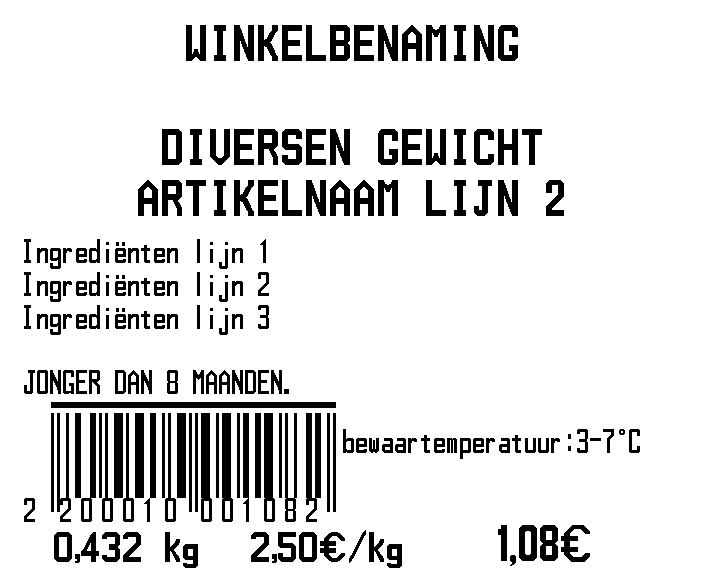 WINKELBENAMING
DIVERSEN GEWICHT
ARTIKELNAAM LIJN 2
Ingrediënten lijn 1
Ingrediënten lijn 2
Ingrediënten lijn 3
JONGER DAN 8 MAANDEN.
bewaartemperatuur:3-7°C
2 200010 001082
0,432 kg 2,50€/kg 1,08€